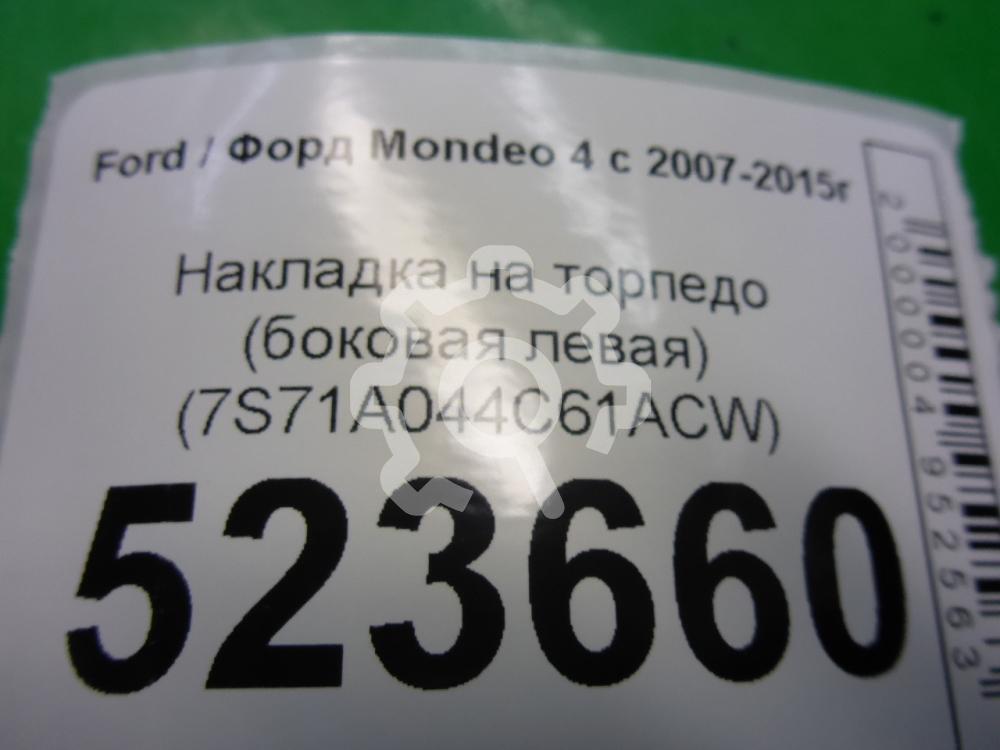 Ford / Форд Mondeo 4 с 2007-2015г
Накладка на торпедо
(боковая левая)
(7S71A044C61ACW)
523660
2000004952563